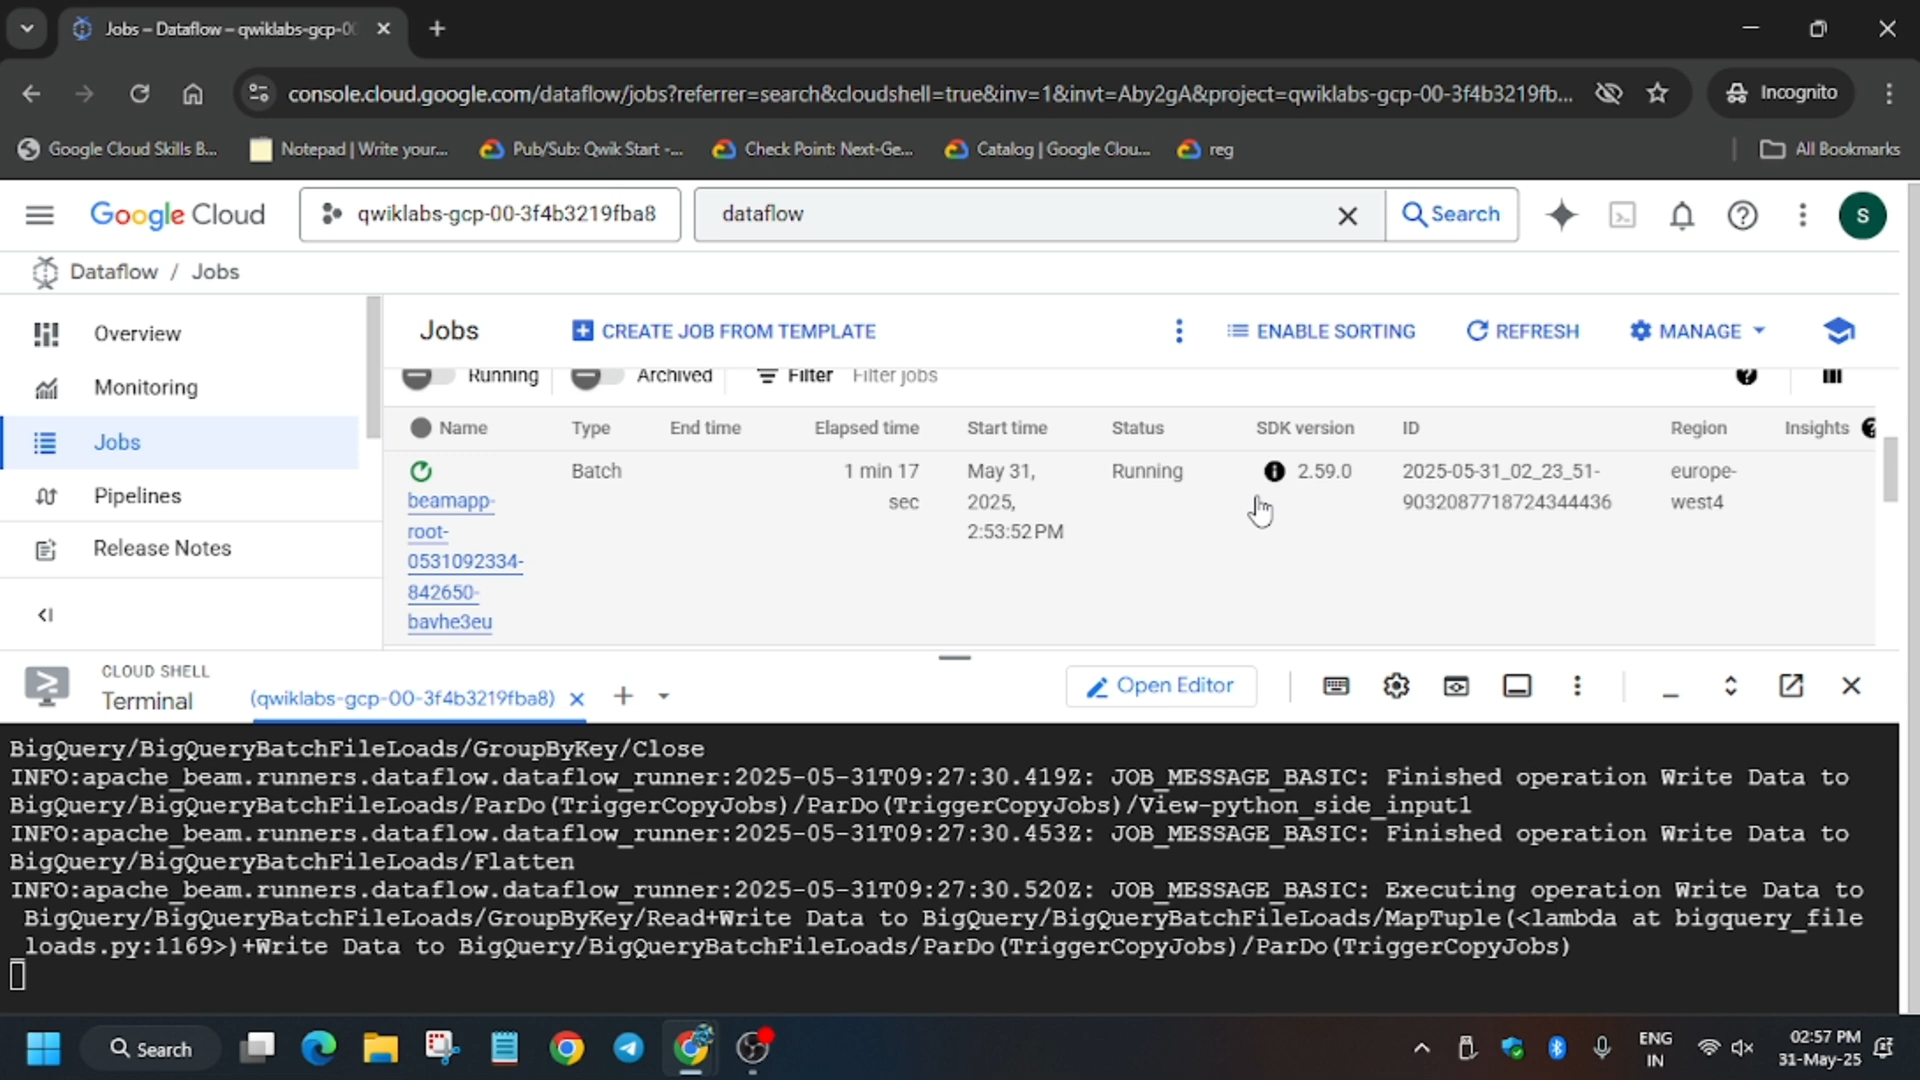 Jobs – Dataflow – qwiklabs-gcp-00
console.cloud.google.com/dataflow/jobs?referrer=search&cloudshell=true&inv=1&invt=Aby2gA&project=qwiklabs-gcp-00-3f4b3219fb...
Incognito
Google Cloud Skills B...
Notepad | Write your...
Pub/Sub: Qwik Start -...
Check Point: Next-Ge...
Catalog | Google Clou...
reg
All Bookmarks
Google Cloud
qwiklabs-gcp-00-3f4b3219fba8
dataflow
Search
S
Dataflow / Jobs
Overview
Monitoring
Jobs
Pipelines
Release Notes
Jobs
CREATE JOB FROM TEMPLATE
ENABLE SORTING
REFRESH
MANAGE
Running
Archived
Filter
Filter jobs
Name Type End time Elapsed time Start time Status SDK version ID Region Insights
beamapp-
root-
0531092334-
842650-
bavhe3eu
Batch
1 min 17
sec
May 31,
2025,
2:53:52 PM
Running
2.59.0
2025-05-31_02_23_51-
9032087718724344436
europe-
west4
CLOUD SHELL
Terminal
(qwiklabs-gcp-00-3f4b3219fba8)
Open Editor
BigQuery/BigQueryBatchFileLoads/GroupByKey/Close
INFO:apache_beam.runners.dataflow.dataflow_runner:2025-05-31T09:27:30.419Z: JOB_MESSAGE_BASIC: Finished operation Write Data to
BigQuery/BigQueryBatchFileLoads/ParDo(TriggerCopyJobs)/ParDo(TriggerCopyJobs)/View-python_side_input1
INFO:apache_beam.runners.dataflow.dataflow_runner:2025-05-31T09:27:30.453Z: JOB_MESSAGE_BASIC: Finished operation Write Data to
BigQuery/BigQueryBatchFileLoads/Flatten
INFO:apache_beam.runners.dataflow.dataflow_runner:2025-05-31T09:27:30.520Z: JOB_MESSAGE_BASIC: Executing operation Write Data to
BigQuery/BigQueryBatchFileLoads/GroupByKey/Read+Write Data to BigQuery/BigQueryBatchFileLoads/MapTuple(<lambda at bigquery_file
_loads.py:1169>)+Write Data to BigQuery/BigQueryBatchFileLoads/ParDo(TriggerCopyJobs)/ParDo(TriggerCopyJobs)
Search
ENG
IN
02:57 PM
31-May-25